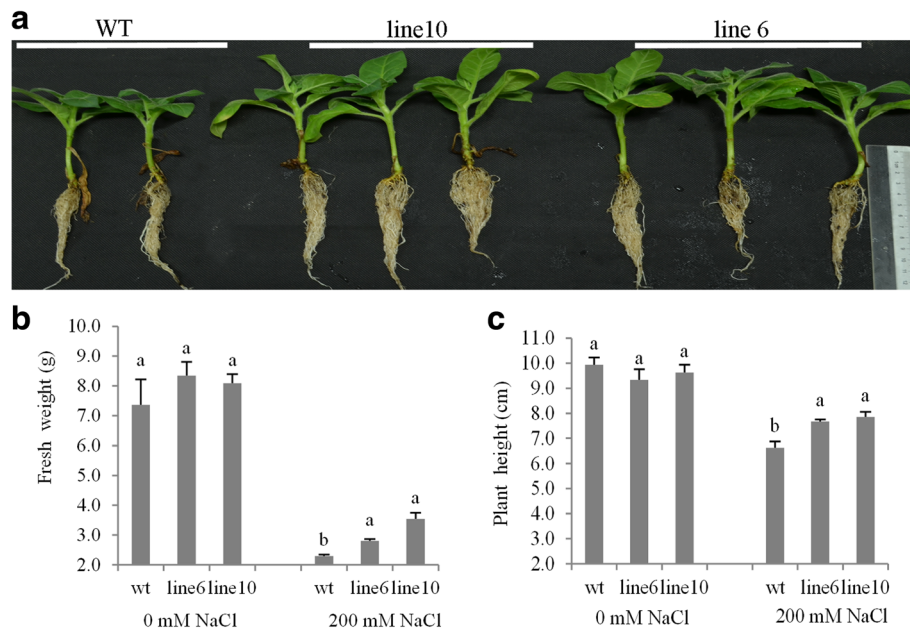 a
WT line10 line 6
b
10.0
9.0
8.0
7.0
6.0
5.0
4.0
3.0
2.0
Fresh weight (g)
a a a b a a
wt line6 line10 wt line6 line10
0 mM NaCl 200 mM NaCl
c
11.0
10.0
9.0
8.0
7.0
6.0
5.0
4.0
3.0
2.0
Plant height (cm)
a a a b a a
wt line6 line10 wt line6 line10
0 mM NaCl 200 mM NaCl